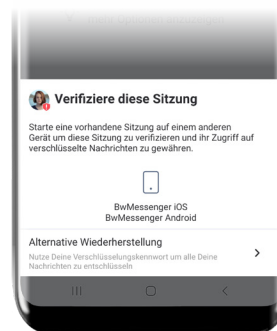 Verifiziere diese Sitzung
Starte eine vorhandene Sitzung auf einem anderen
Gerät um diese Sitzung zu verifizieren und ihr Zugriff auf
verschlüsselte Nachrichten zu gewähren.
BwMessenger iOS
BwMessenger Android
Alternative Wiederherstellung
Nutze Deine Verschlüsselungskennwort um alle Deine
Nachrichten zu entschlüsseln